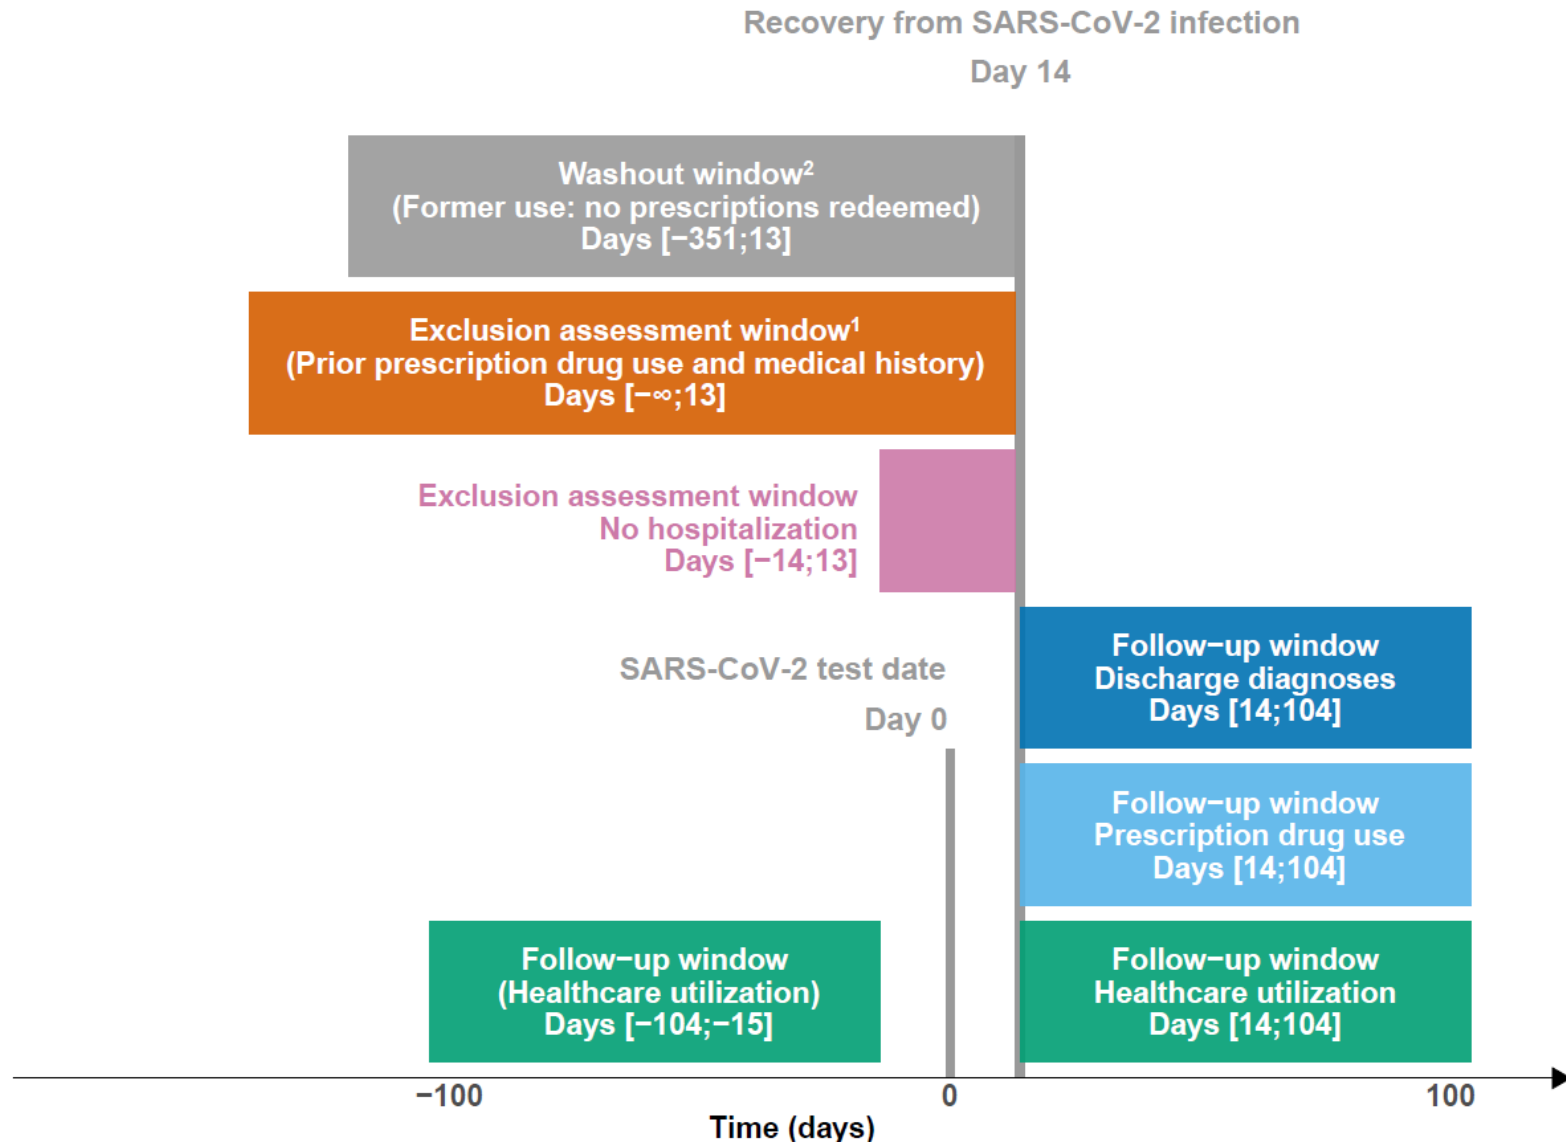 Recovery from SARS-CoV-2 infection
Day 14
Washout window²
(Former use: no prescriptions redeemed)
Days [−351;13]
Exclusion assessment window¹
(Prior prescription drug use and medical history)
Days [−∞;13]
Exclusion assessment window
No hospitalization
Days [−14;13]
SARS-CoV-2 test date
Day 0
Follow−up window
Discharge diagnoses
Days [14;104]
Follow−up window
Prescription drug use
Days [14;104]
Follow−up window
(Healthcare utilization)
Days [−104;−15]
Follow−up window
Healthcare utilization
Days [14;104]
−100
0
100
Time (days)